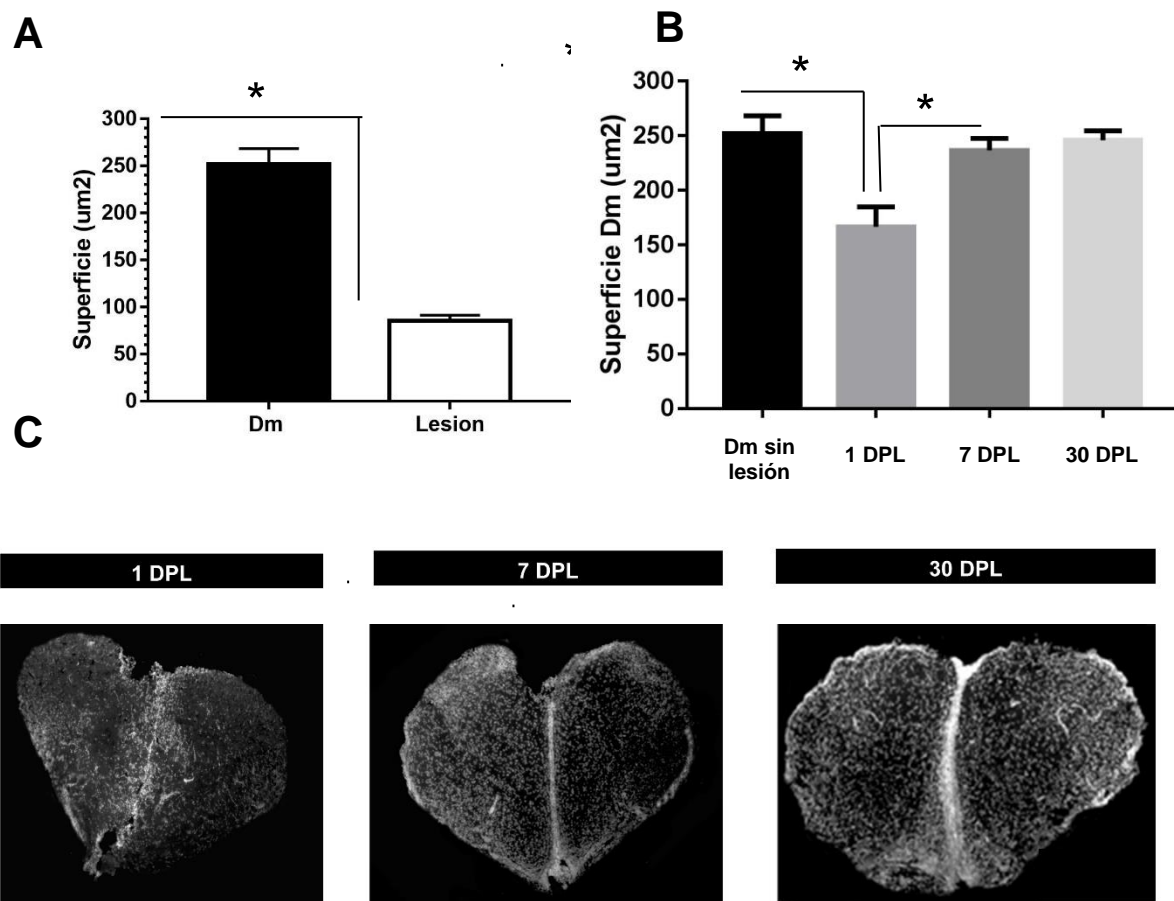 A
*
Superficie (um2)
300
250
200
150
100
50
0
Dm
Lesion
B
*
*
Superficie Dm (um2)
300
250
200
150
100
50
0
Dm sin
lesión
1 DPL
7 DPL
30 DPL
C
1 DPL
7 DPL
30 DPL